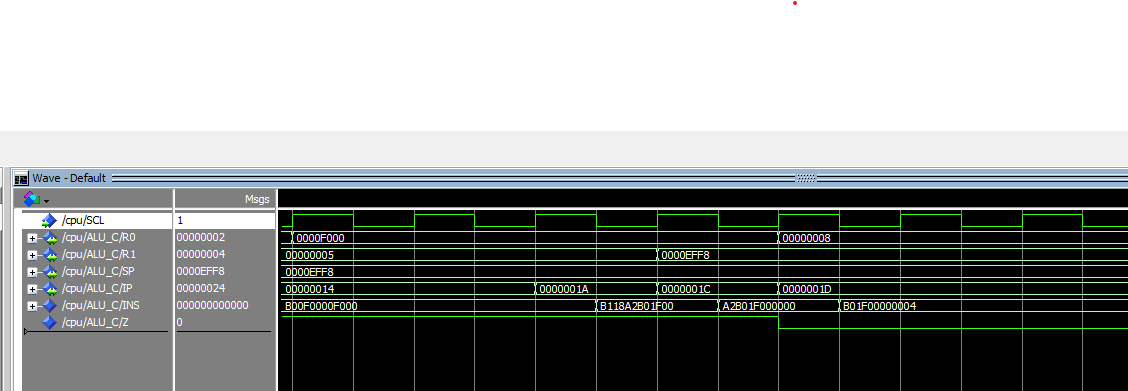 Wave - Default
Msgs
/cpu/SCL 1
/cpu/ALU_C/R0 00000002 0000F000 00000008
/cpu/ALU_C/R1 00000004 00000005 0000EFF8
/cpu/ALU_C/SP 0000EFF8 0000EFF8
/cpu/ALU_C/IP 00000024 00000014 0000001A 0000001C 0000001D
/cpu/ALU_C/INS 000000000000 B00F0000F000 B118A2B01F00 A2B01F000000 B01F00000004
/cpu/ALU_C/Z 0